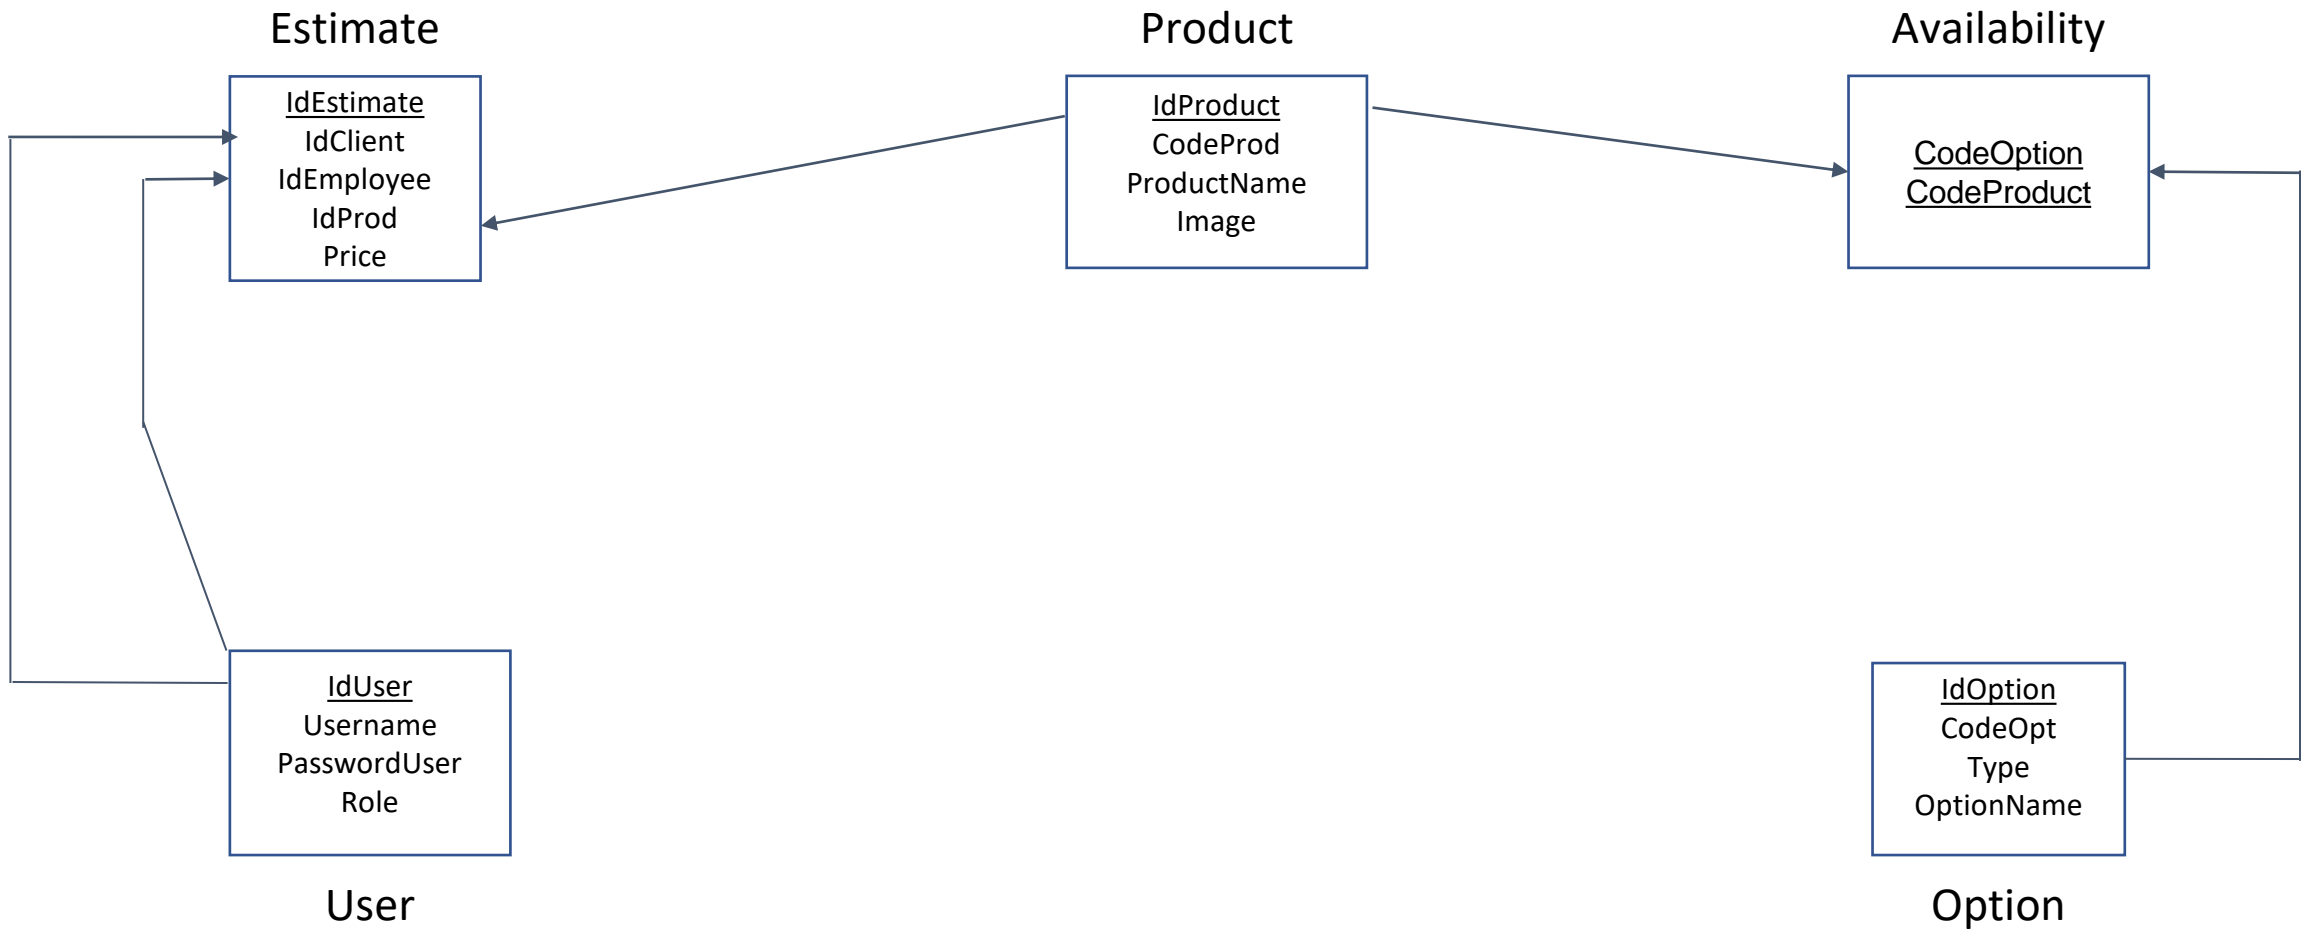 Estimate
IdEstimate
IdClient
IdEmployee
IdProd
Price
Product
IdProduct
CodeProd
ProductName
Image
Availability
CodeOption
CodeProduct
IdUser
Username
PasswordUser
Role
User
IdOption
CodeOpt
Type
OptionName
Option